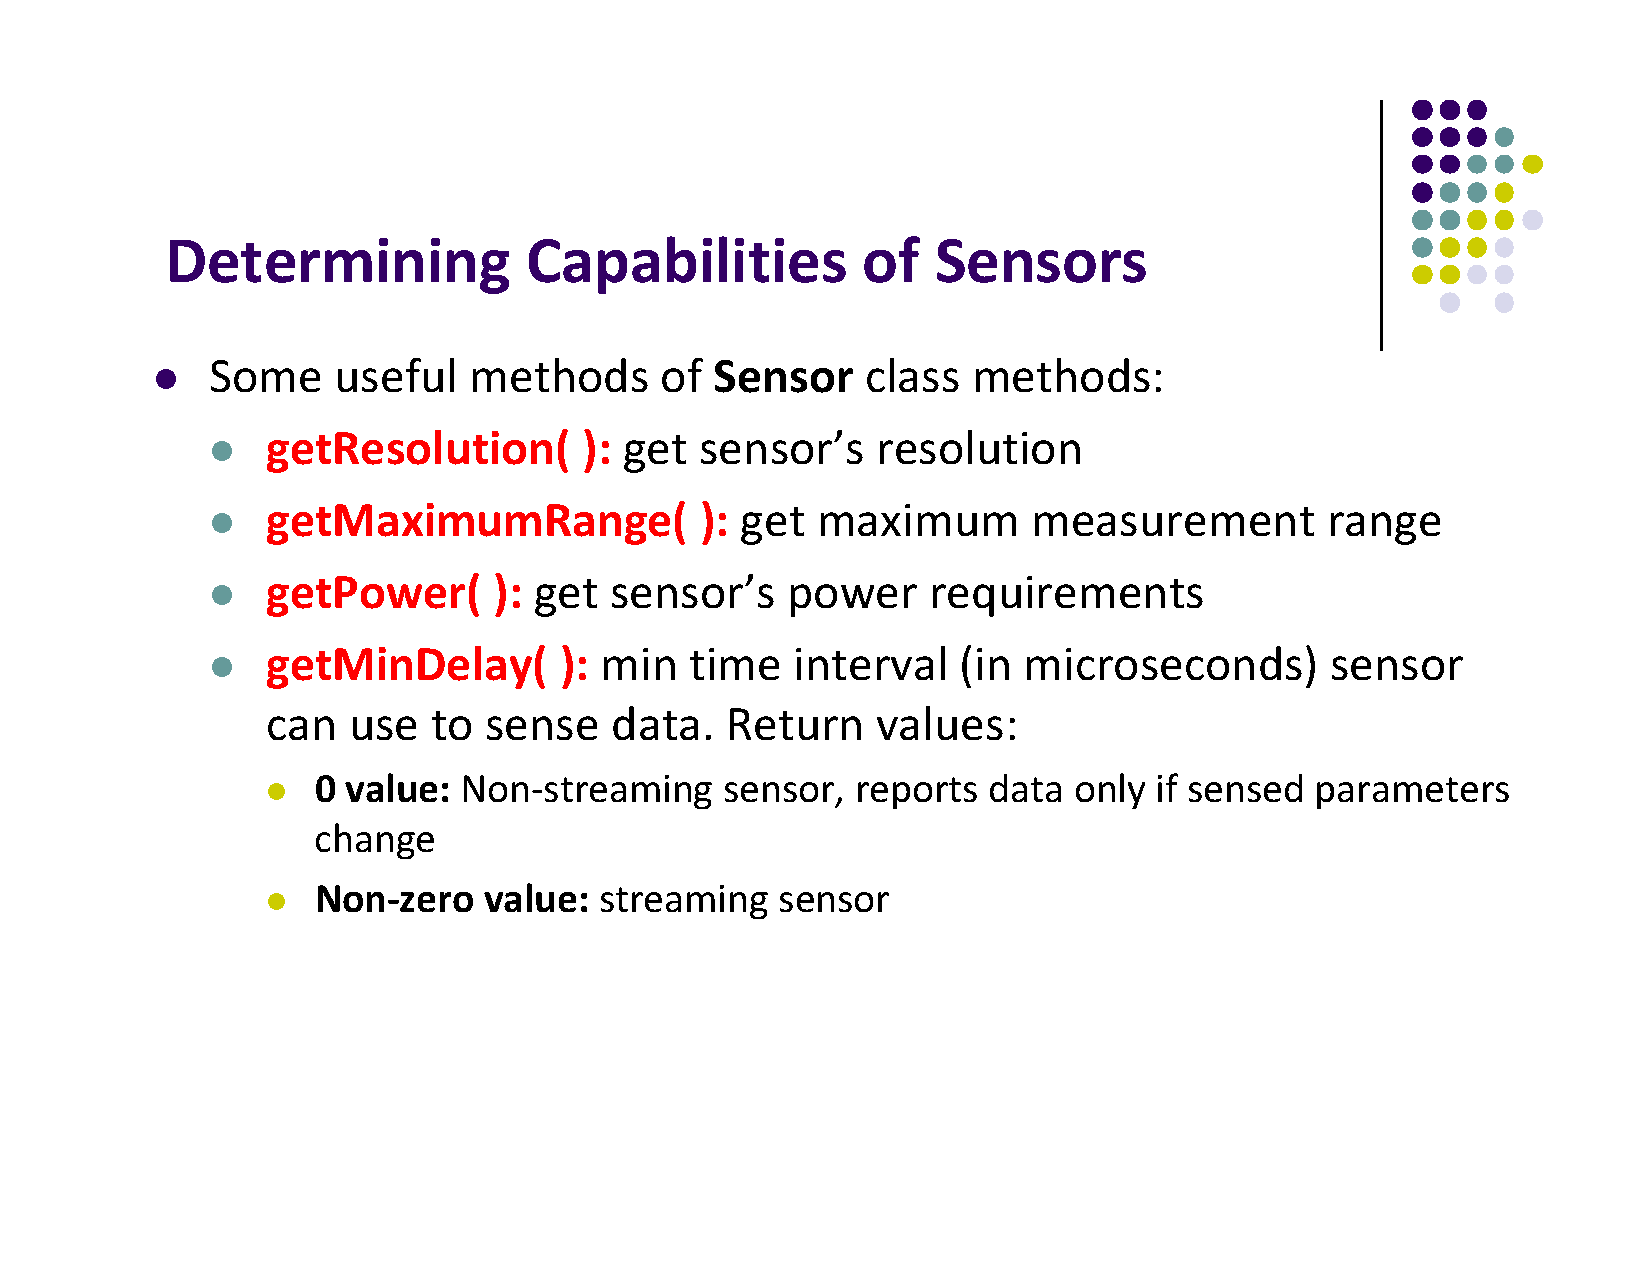 Determining Capabilities of Sensors
Some useful methods of Sensor class methods:
getResolution( ): get sensor’s resolution
getMaximumRange( ): get maximum measurement range
getPower( ): get sensor’s power requirements
getMinDelay( ): min time interval (in microseconds) sensor
can use to sense data. Return values:
0 value: Non-streaming sensor, reports data only if sensed parameters
change
Non-zero value: streaming sensor